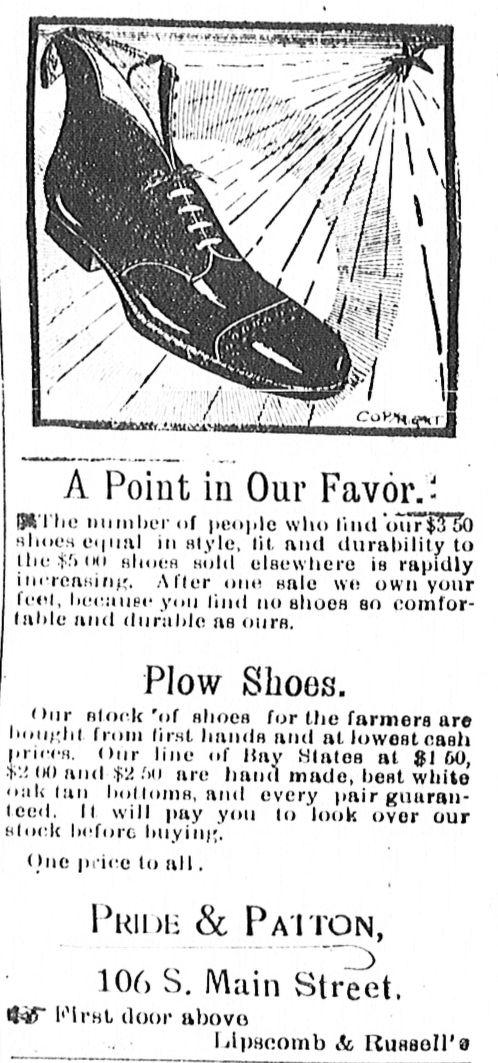 COPYRIGHT
A Point in Our Favor.
The number of people who find our $3 50
shoes equal in style, fit and durability to
the $5 00 shoes sold elsewhere is rapidly
increasing. After one sale we own your
feet, because you find no shoes so comfor-
table and durable as ours.
Plow Shoes.
Our stock of shoes for the farmers are
bought from first hands and at lowest cash
prices. Our line of Bay States at $1 50,
$2 00 and $2 50 are hand made, best white
oak tan bottoms, and every pair guaran-
teed. It will pay you to look over our
stock before buying.
One price to all.
PRIDE & PATTON,
106 S. Main Street.
First door above
Lipscomb & Russell's